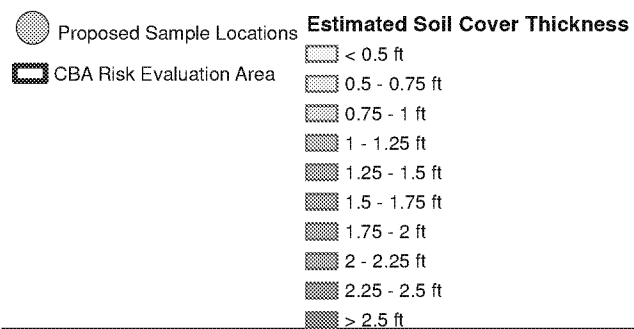 Proposed Sample Locations
CBA Risk Evaluation Area
Estimated Soil Cover Thickness
< 0.5 ft
0.5 - 0.75 ft
0.75 - 1 ft
1 - 1.25 ft
1.25 - 1.5 ft
1.5 - 1.75 ft
1.75 - 2 ft
2 - 2.25 ft
2.25 - 2.5 ft
> 2.5 ft